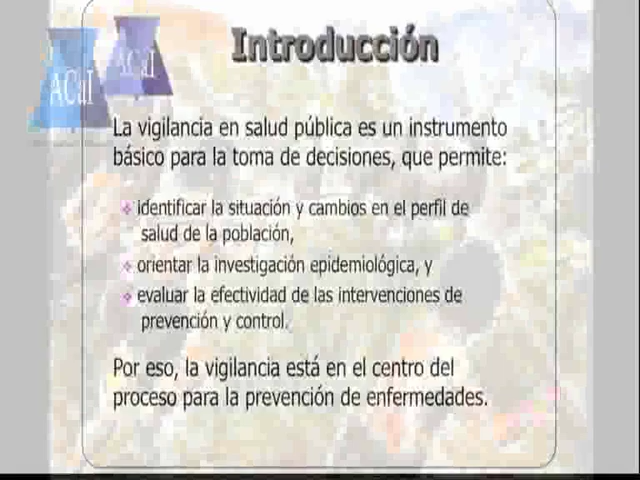 Introducción
ACaI
ACaI
La vigilancia en salud pública es un instrumento
básico para la toma de decisiones, que permite:
identificar la situación y cambios en el perfil de
salud de la población,
orientar la investigación epidemiológica, y
evaluar la efectividad de las intervenciones de
prevención y control.
Por eso, la vigilancia está en el centro del
proceso para la prevención de enfermedades.